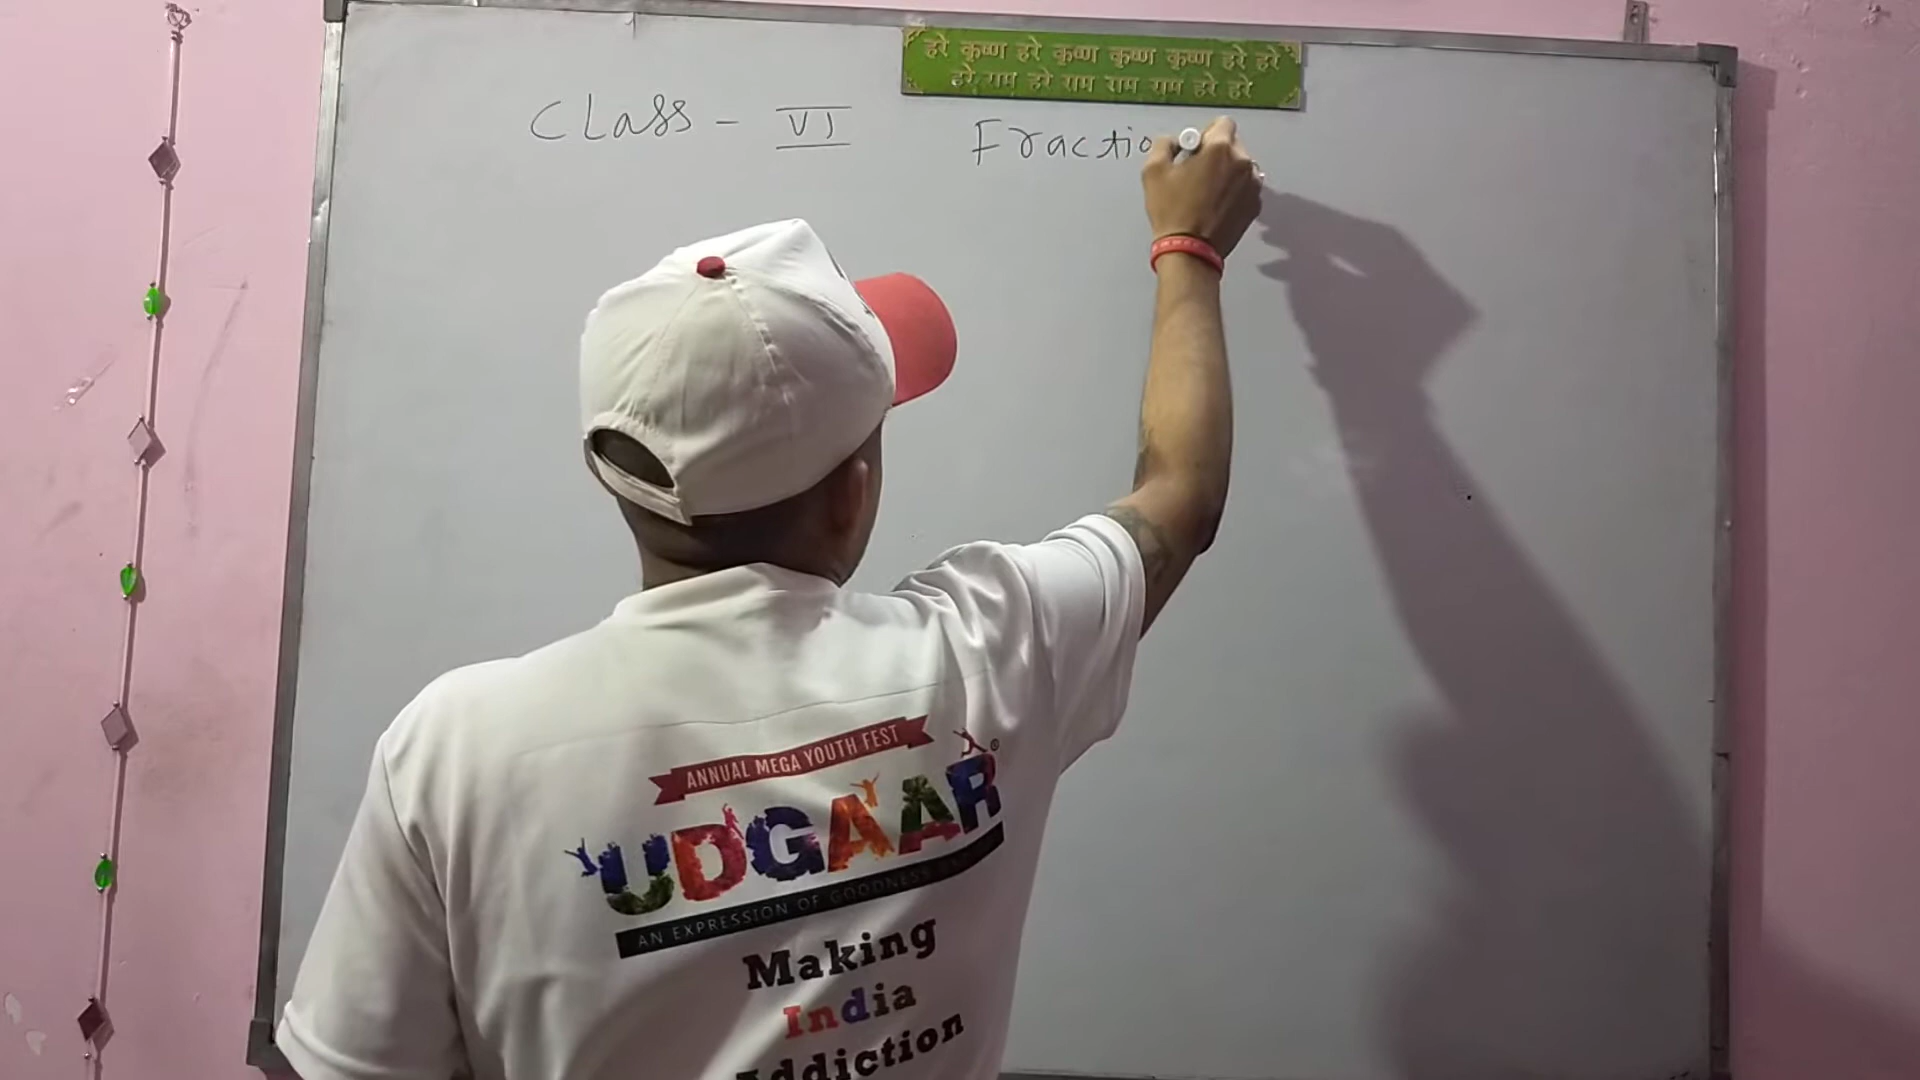 हरे कृष्ण हरे कृष्ण कृष्ण कृष्ण हरे हरे
हरे राम हरे राम राम राम हरे हरे
Class - VI Fractio
ANNUAL MEGA YOUTH FEST
UDGAAR
AN EXPRESSION OF GOODNESS
Making
India
Addiction